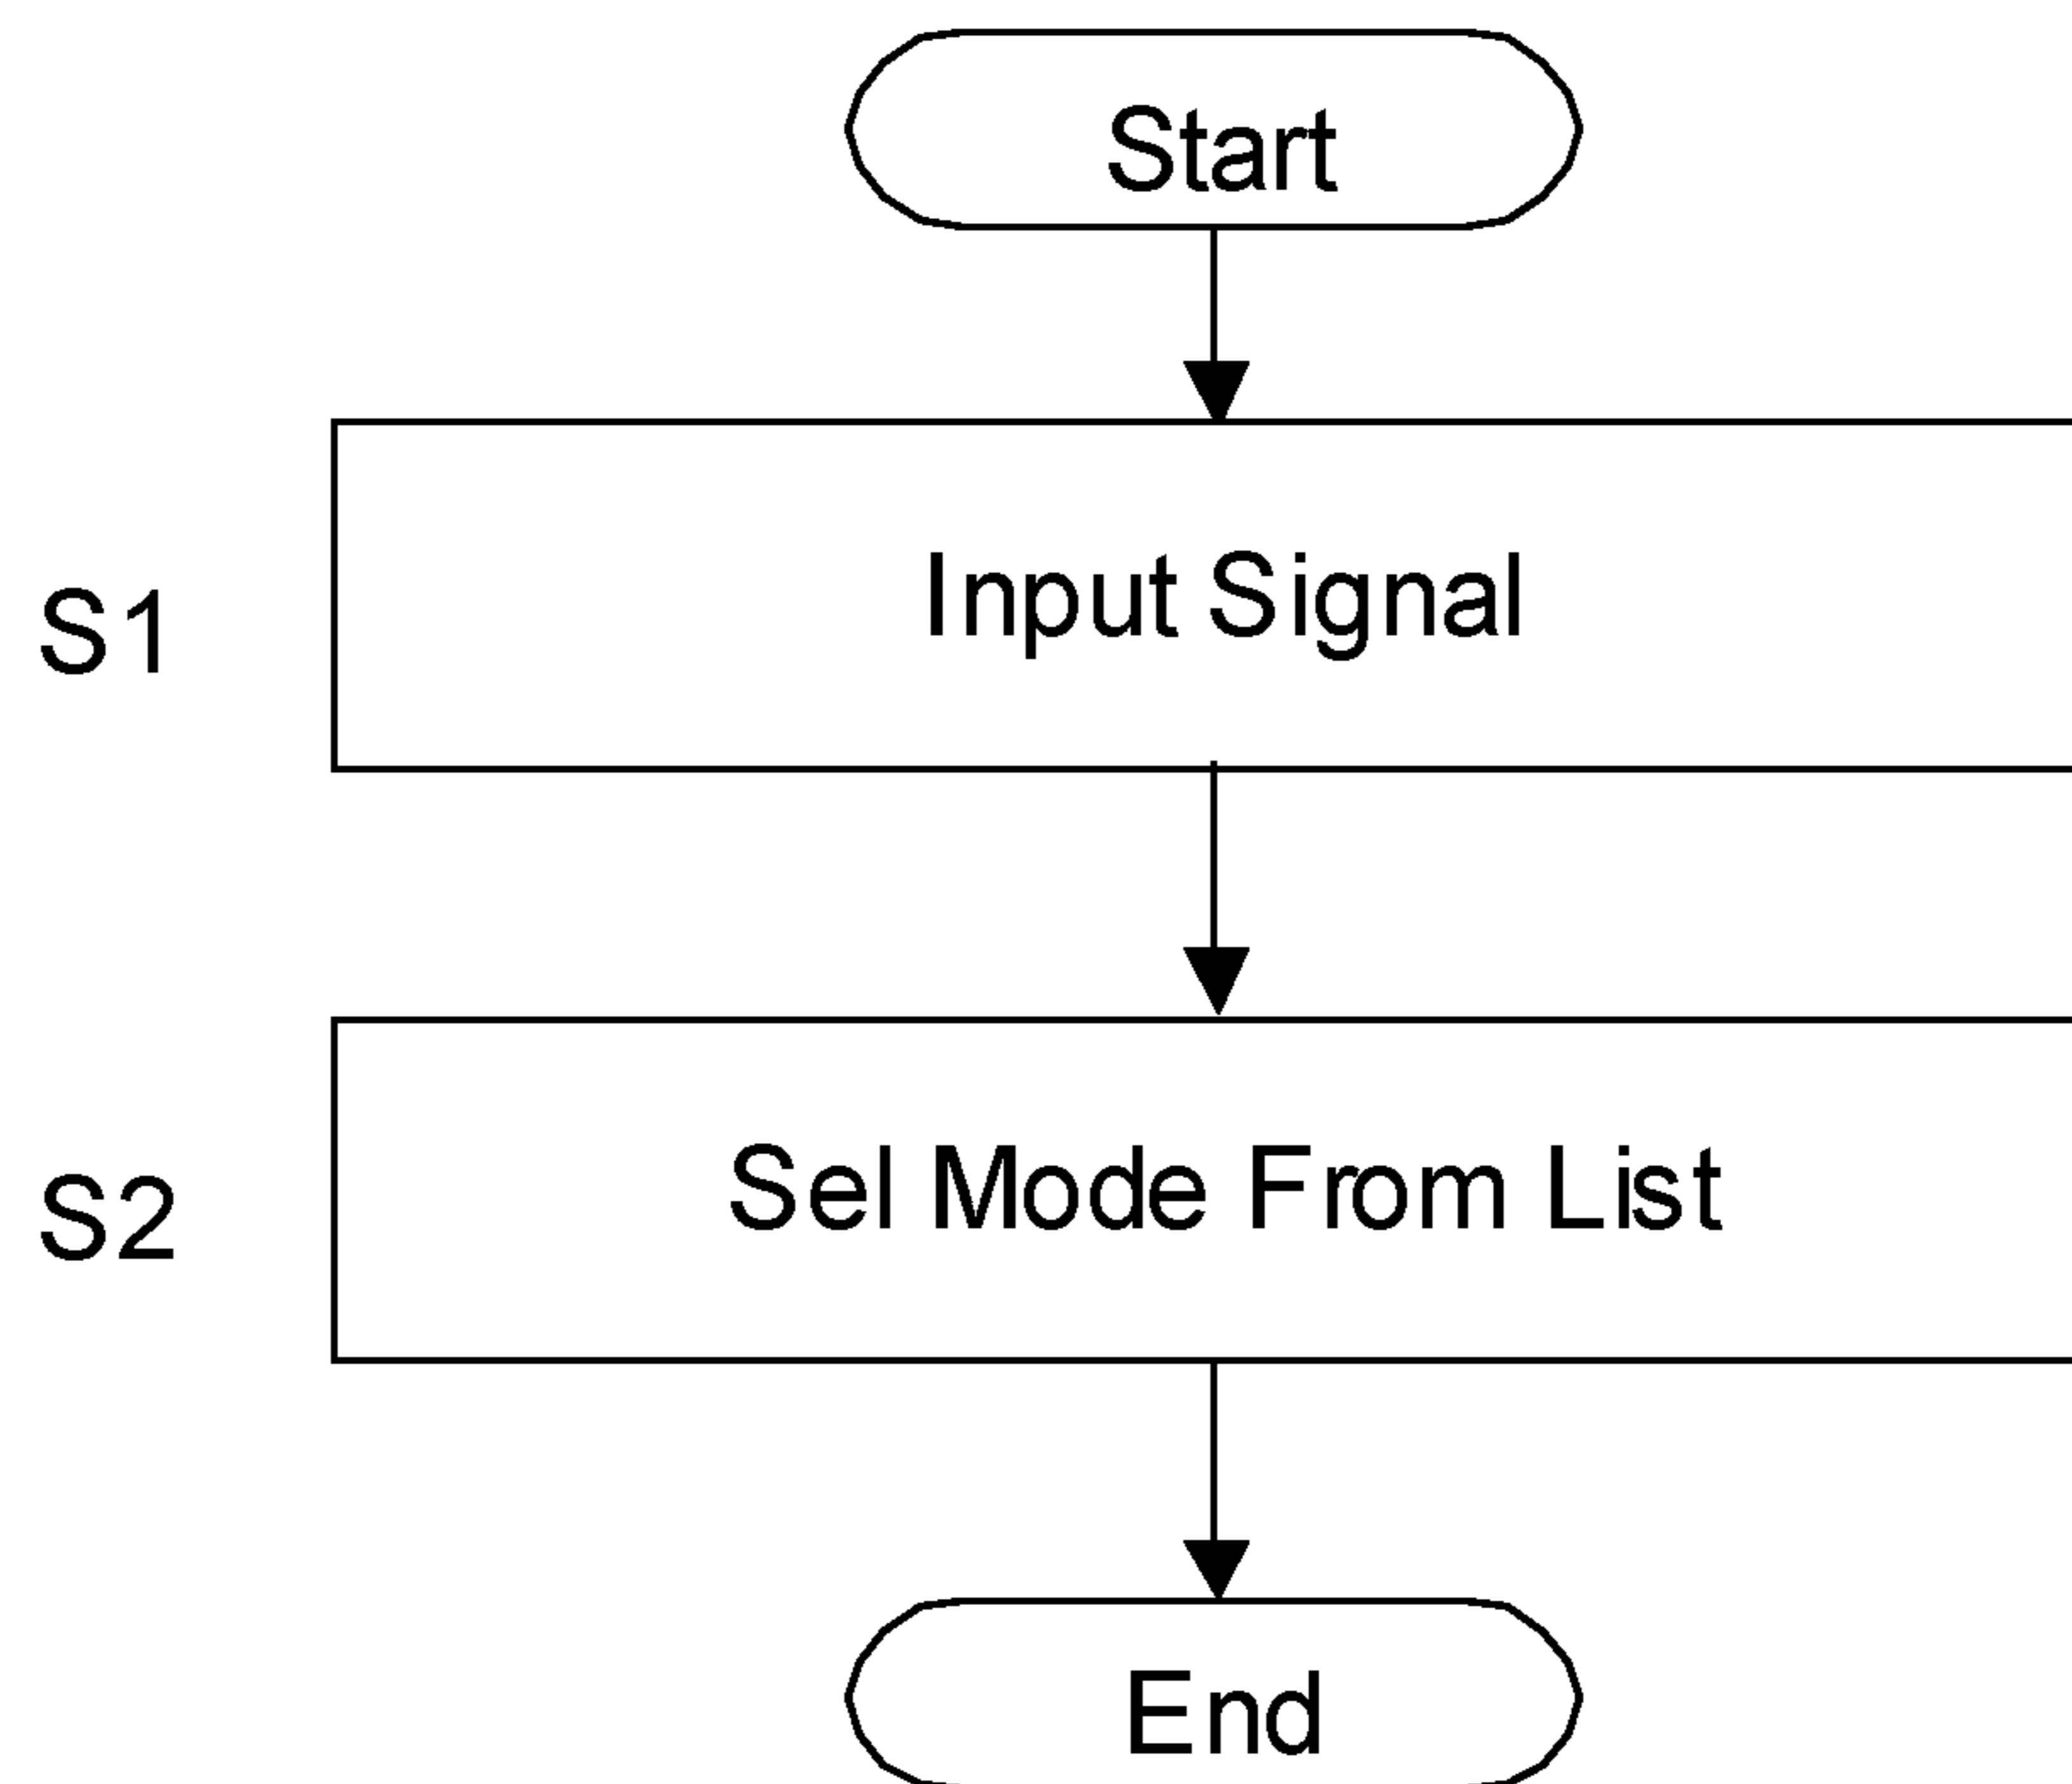 Start
S1
Input Signal
S2
Sel Mode From List
End